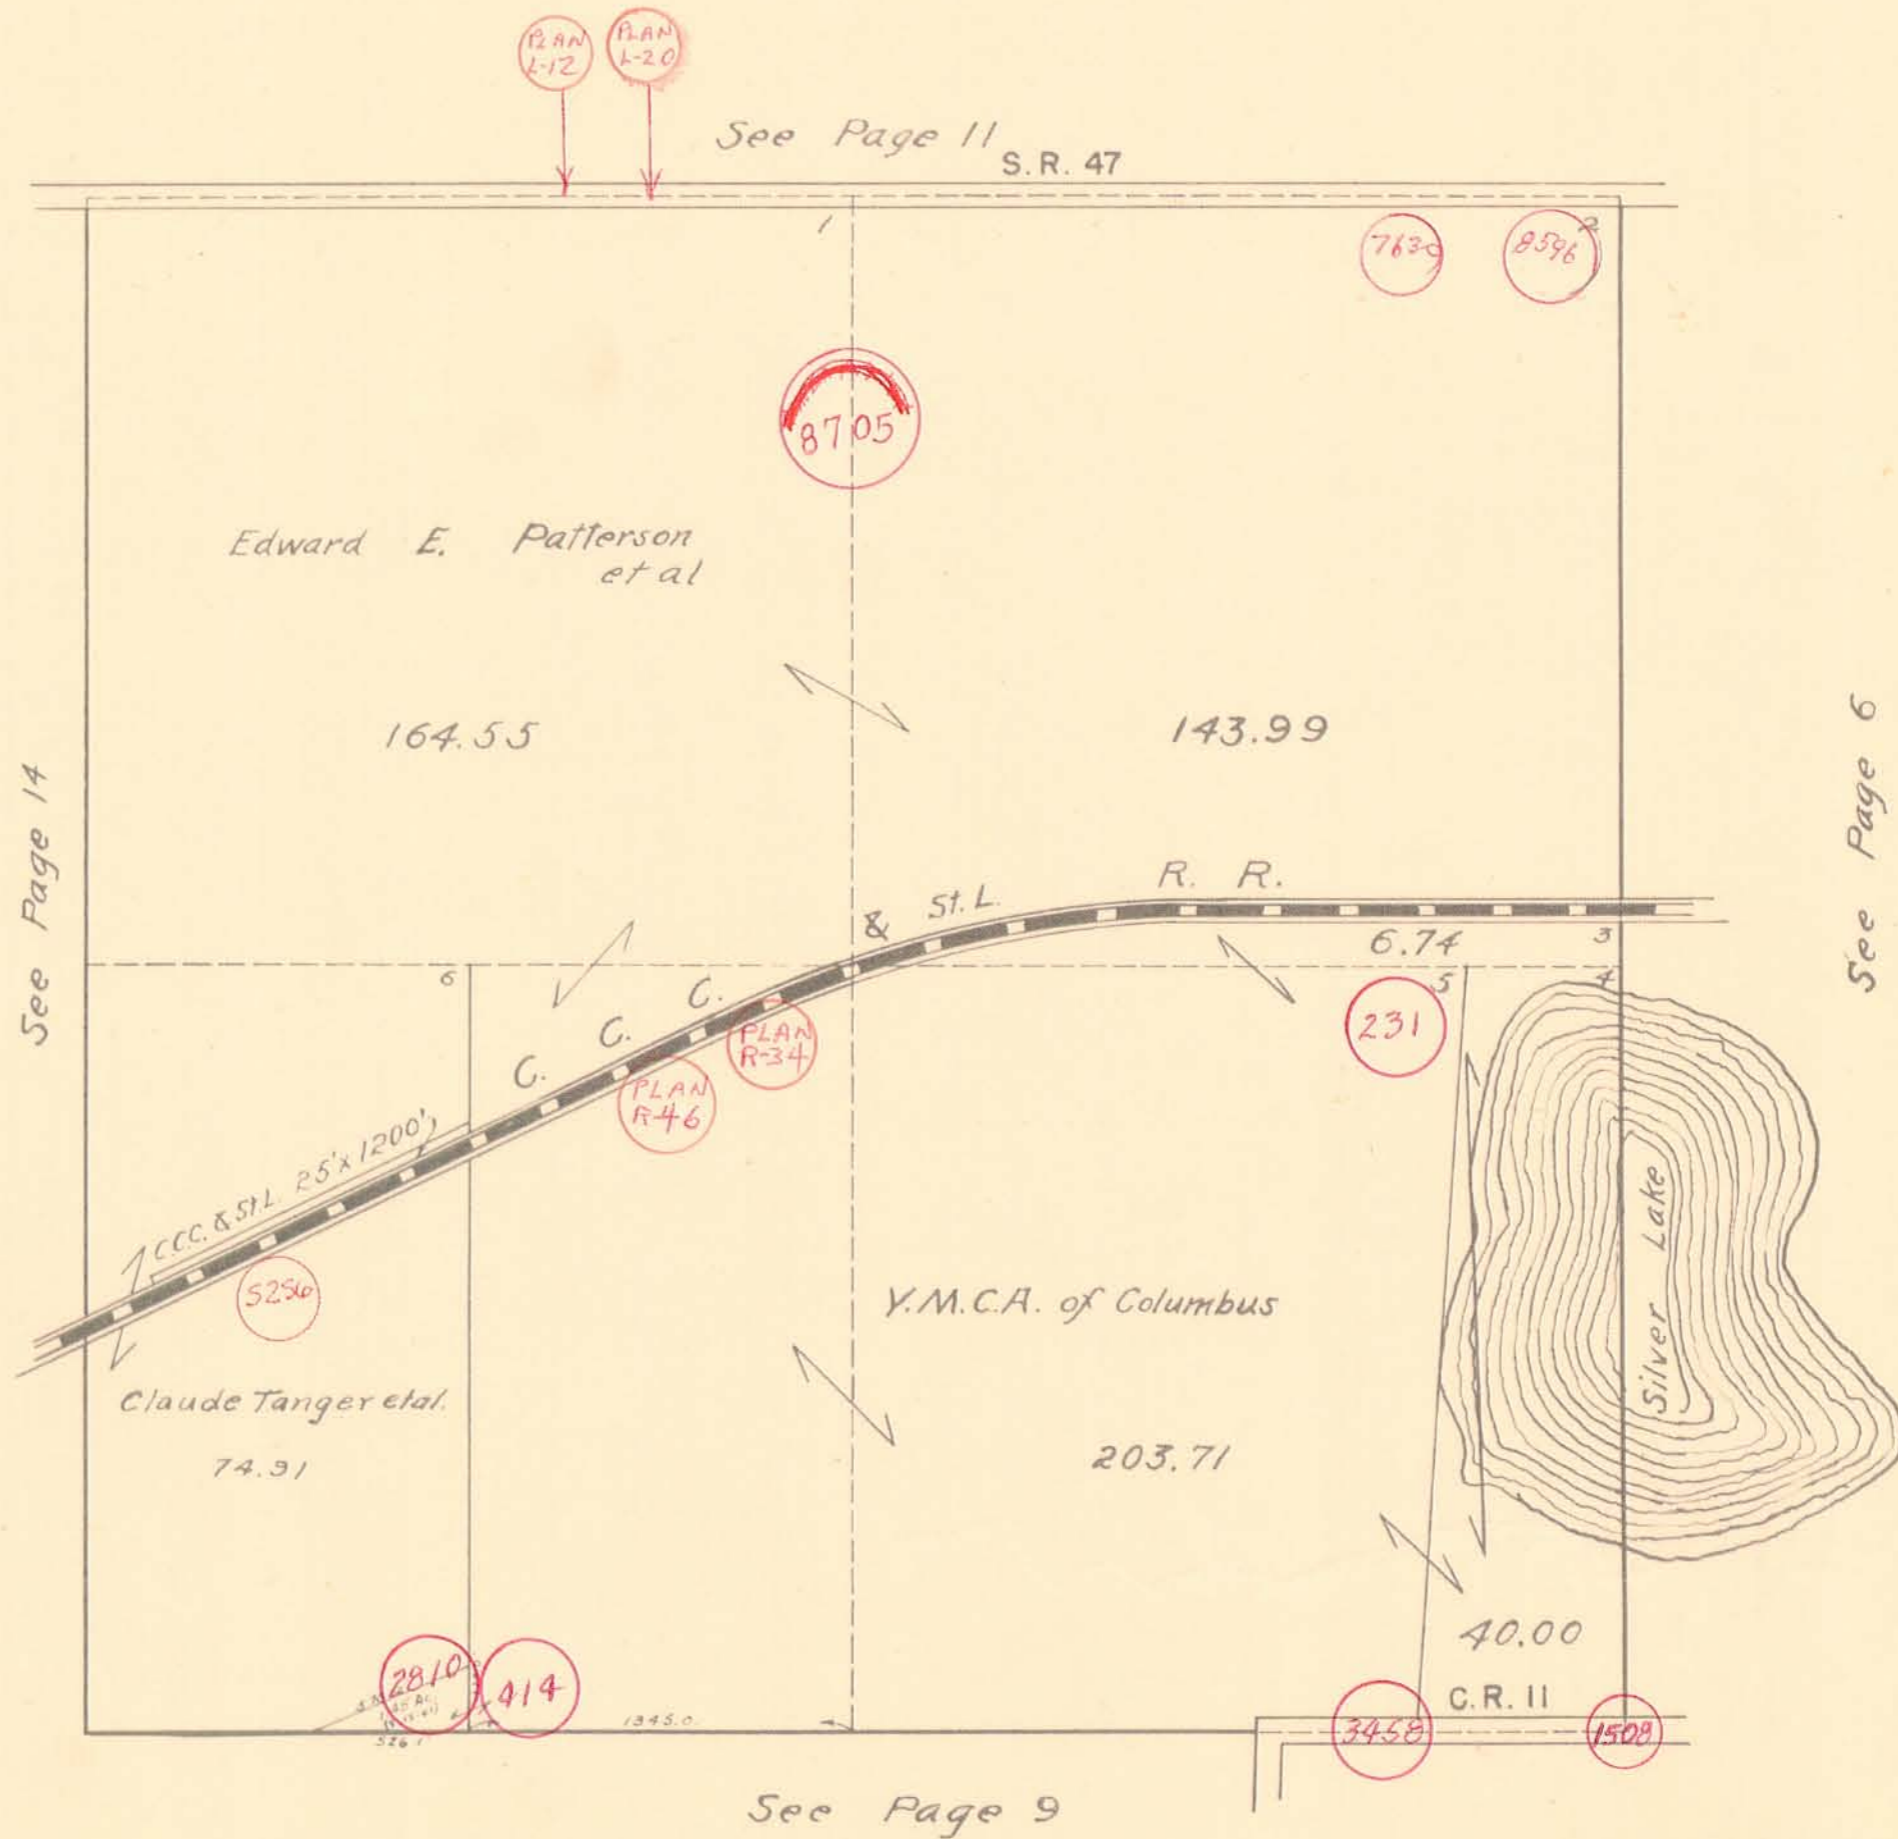 PLAN
L-12
PLAN
L-20
See Page 11
S.R. 47
1
7630
2
8596
8705
Edward E. Patterson
et al
164.55
143.99
See Page 14
See Page 6
C. C. C. & St. L. R. R.
6.74
3
6
5
4
231
PLAN
R-34
PLAN
R-46
C.C.C. & St.L. 25' x 1200'
5256
Silver Lake
Y.M.C.A. of Columbus
Claude Tanger etal.
74.91
203.71
40.00
2810
414
C.R. 11
1345.0
3458
1508
526.1
See Page 9